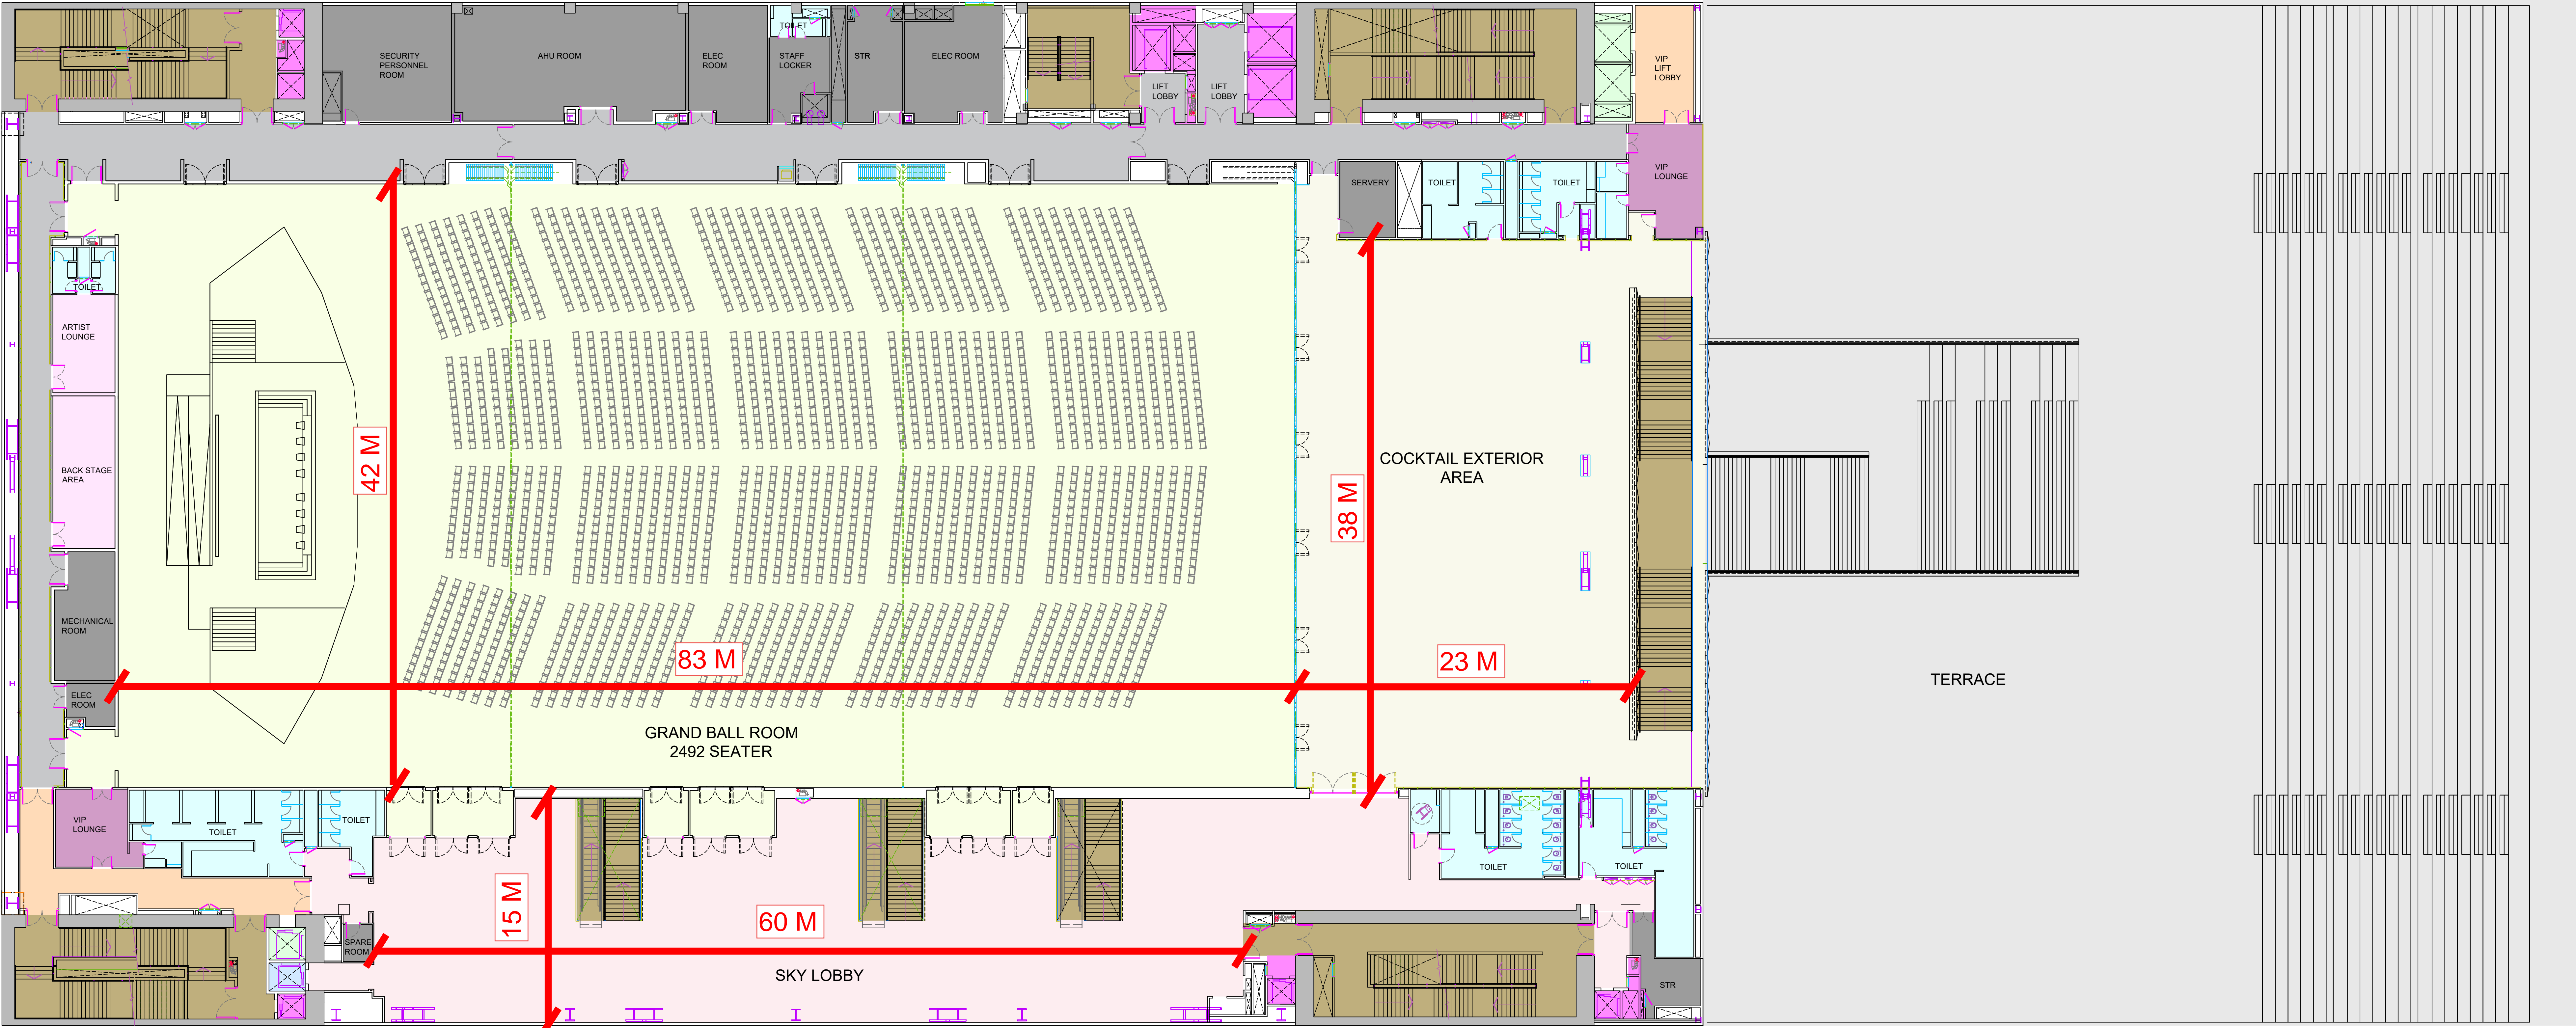 TOILET
SECURITY
PERSONNEL
ROOM
AHU ROOM
ELEC
ROOM
STAFF
LOCKER
STR
ELEC ROOM
LIFT
LOBBY
LIFT
LOBBY
VIP
LIFT
LOBBY
VIP
LOUNGE
SERVERY
TOILET
TOILET
TOILET
ARTIST
LOUNGE
BACK STAGE
AREA
MECHANICAL
ROOM
ELEC
ROOM
42 M
38 M
COCKTAIL EXTERIOR
AREA
83 M
23 M
TERRACE
GRAND BALL ROOM
2492 SEATER
VIP
LOUNGE
TOILET
TOILET
TOILET
TOILET
15 M
60 M
SPARE
ROOM
SKY LOBBY
STR